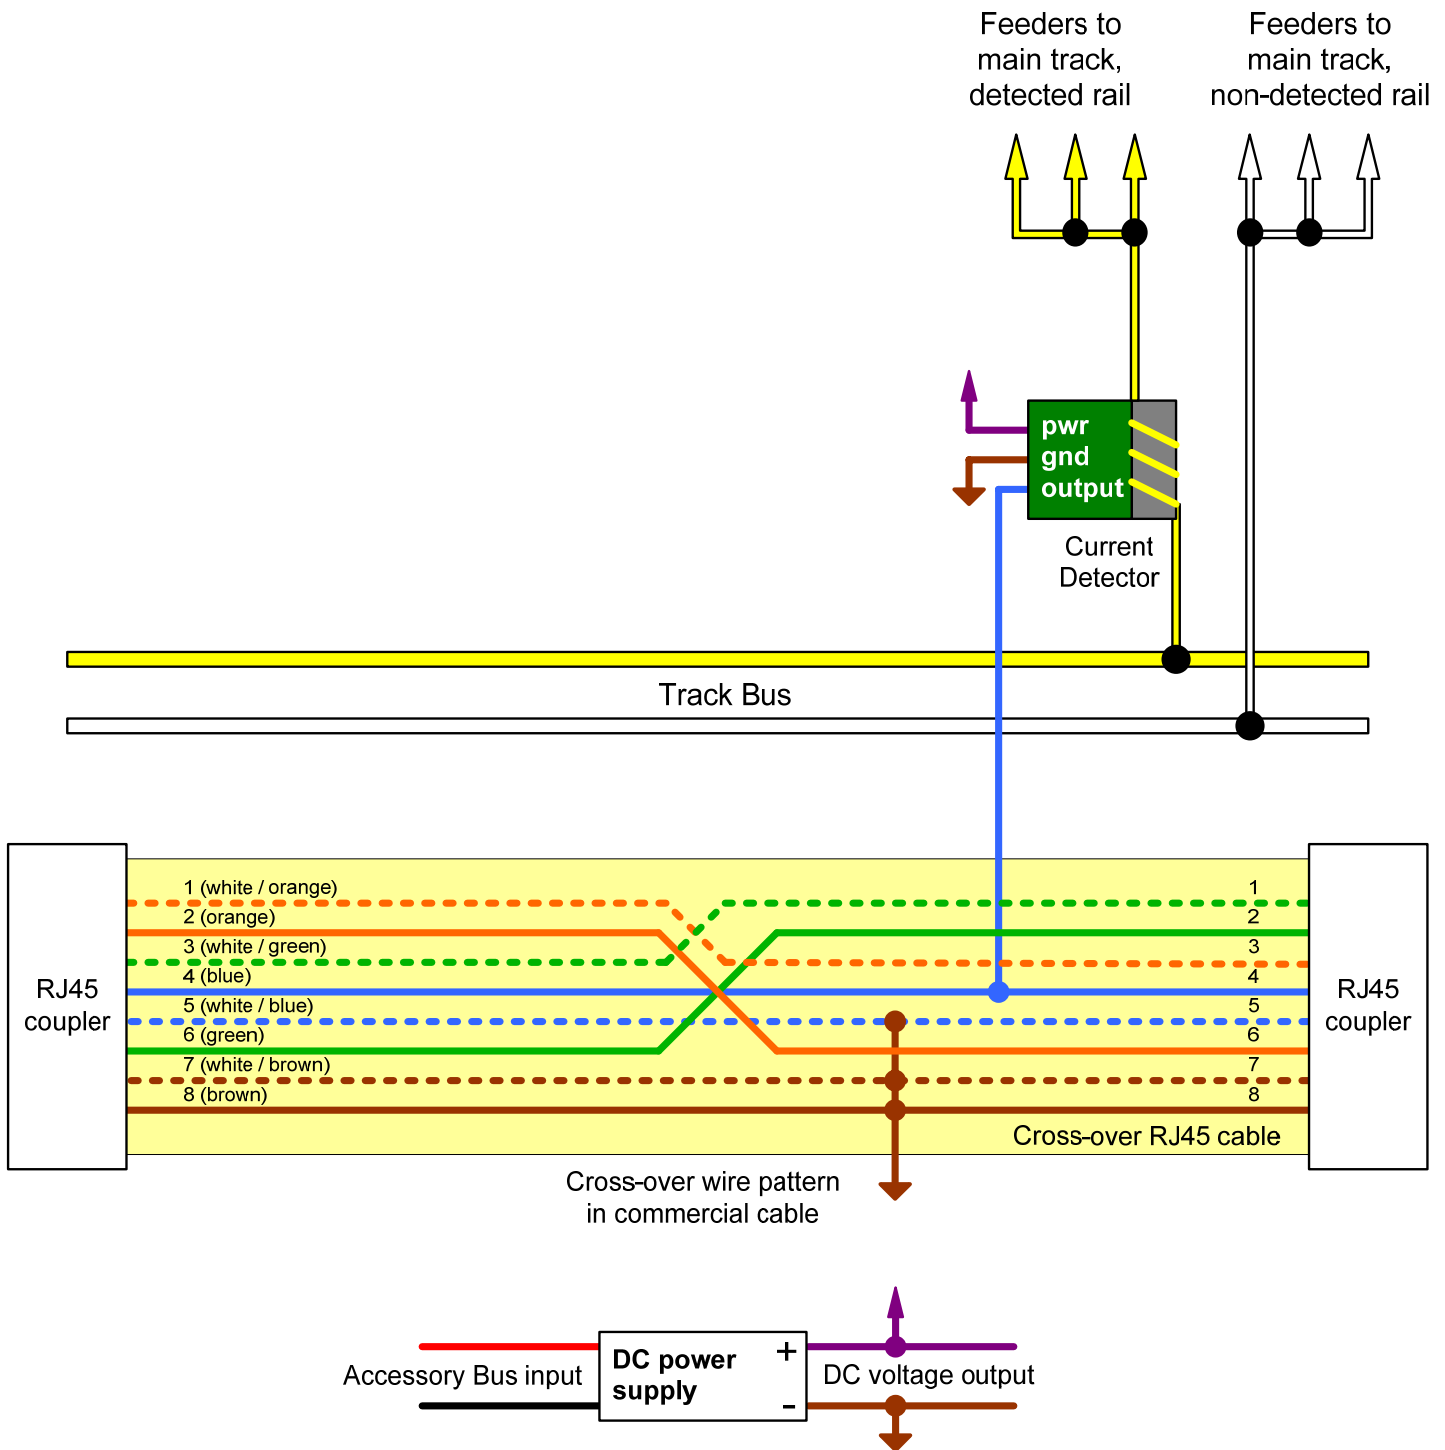 Feeders to
main track,
detected rail
Feeders to
main track,
non-detected rail
pwr
gnd
output
Current
Detector
Track Bus
RJ45
coupler
1 (white / orange)
2 (orange)
3 (white / green)
4 (blue)
5 (white / blue)
6 (green)
7 (white / brown)
8 (brown)
1
2
3
4
5
6
7
8
RJ45
coupler
Cross-over RJ45 cable
Cross-over wire pattern
in commercial cable
Accessory Bus input
DC power
supply
+
-
DC voltage output